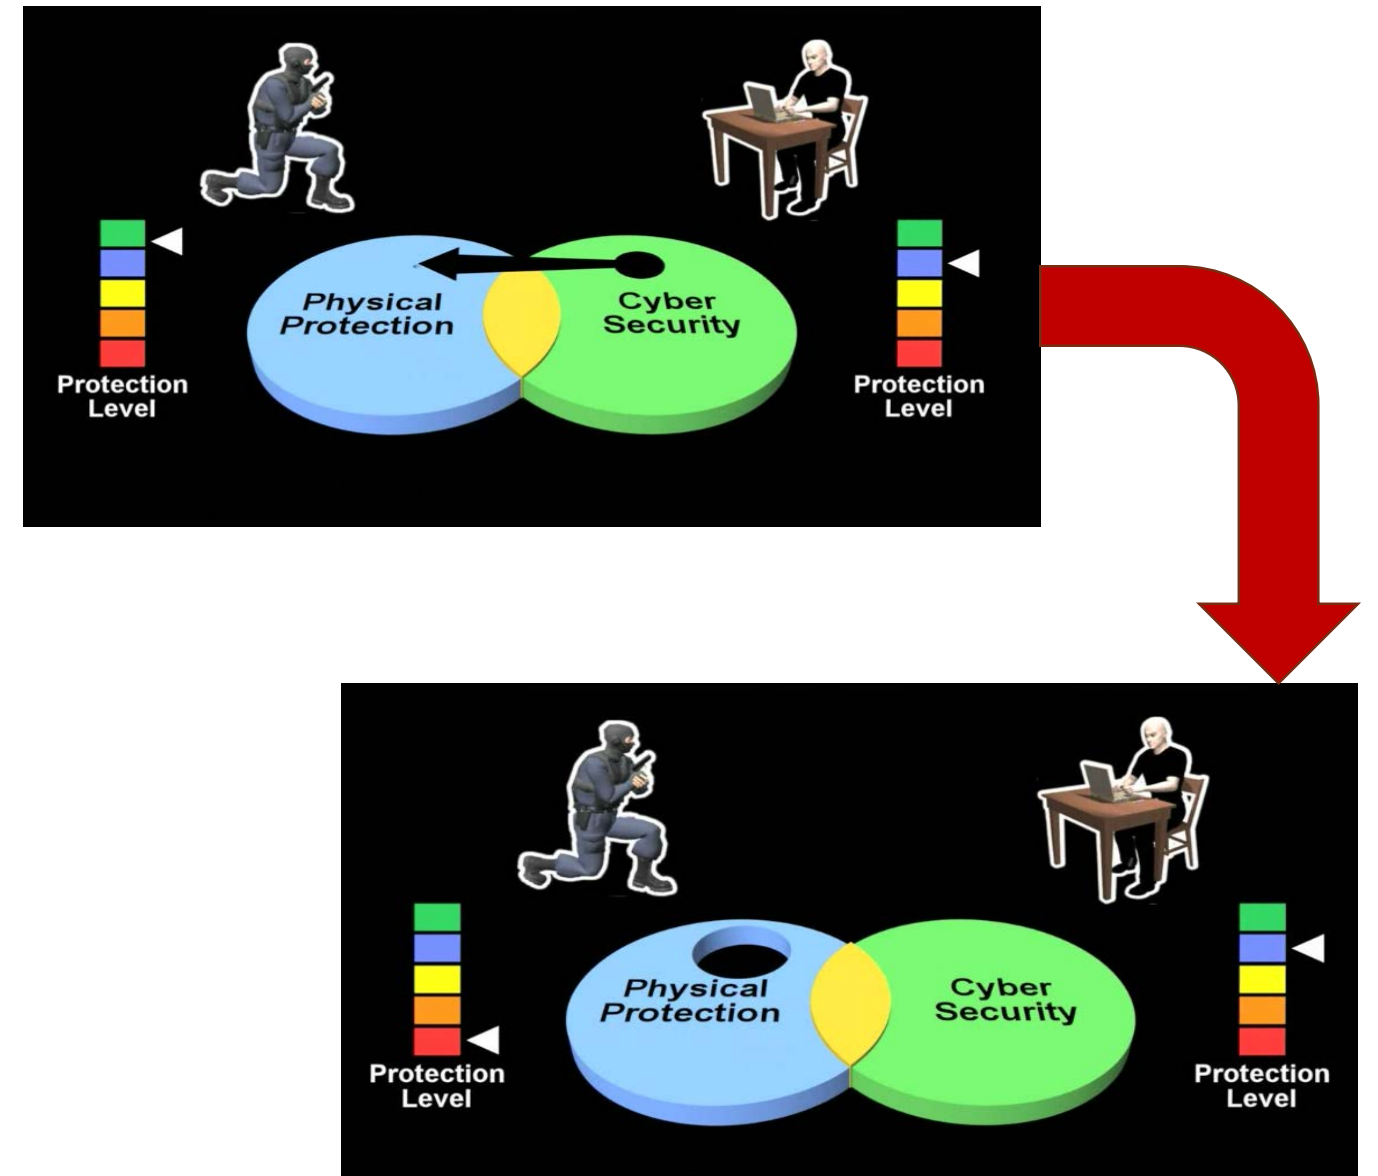 Physical
Protection
Cyber
Security
Protection
Level
Protection
Level
Physical
Protection
Cyber
Security
Protection
Level
Protection
Level